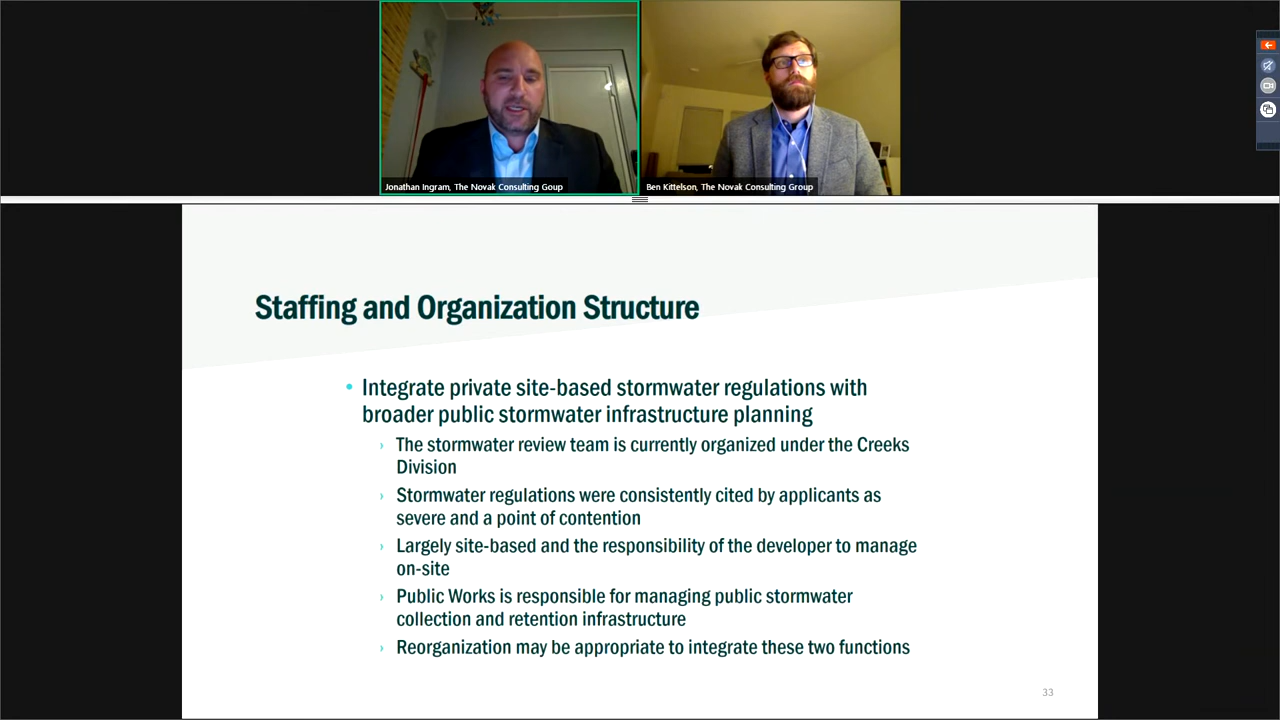 Jonathan Ingram, The Novak Consulting Goup
Ben Kittelson, The Novak Consulting Group
Staffing and Organization Structure
• Integrate private site-based stormwater regulations with
broader public stormwater infrastructure planning
› The stormwater review team is currently organized under the Creeks
Division
› Stormwater regulations were consistently cited by applicants as
severe and a point of contention
› Largely site-based and the responsibility of the developer to manage
on-site
› Public Works is responsible for managing public stormwater
collection and retention infrastructure
› Reorganization may be appropriate to integrate these two functions
33